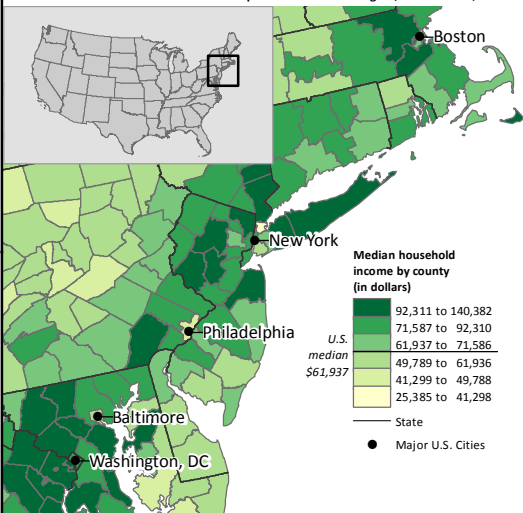 Boston
New York
Philadelphia
Baltimore
Washington, DC
Median household
income by county
(in dollars)
92,311 to 140,382
71,587 to 92,310
61,937 to 71,586
49,789 to 61,936
41,299 to 49,788
25,385 to 41,298
U.S.
median
$61,937
State
Major U.S. Cities